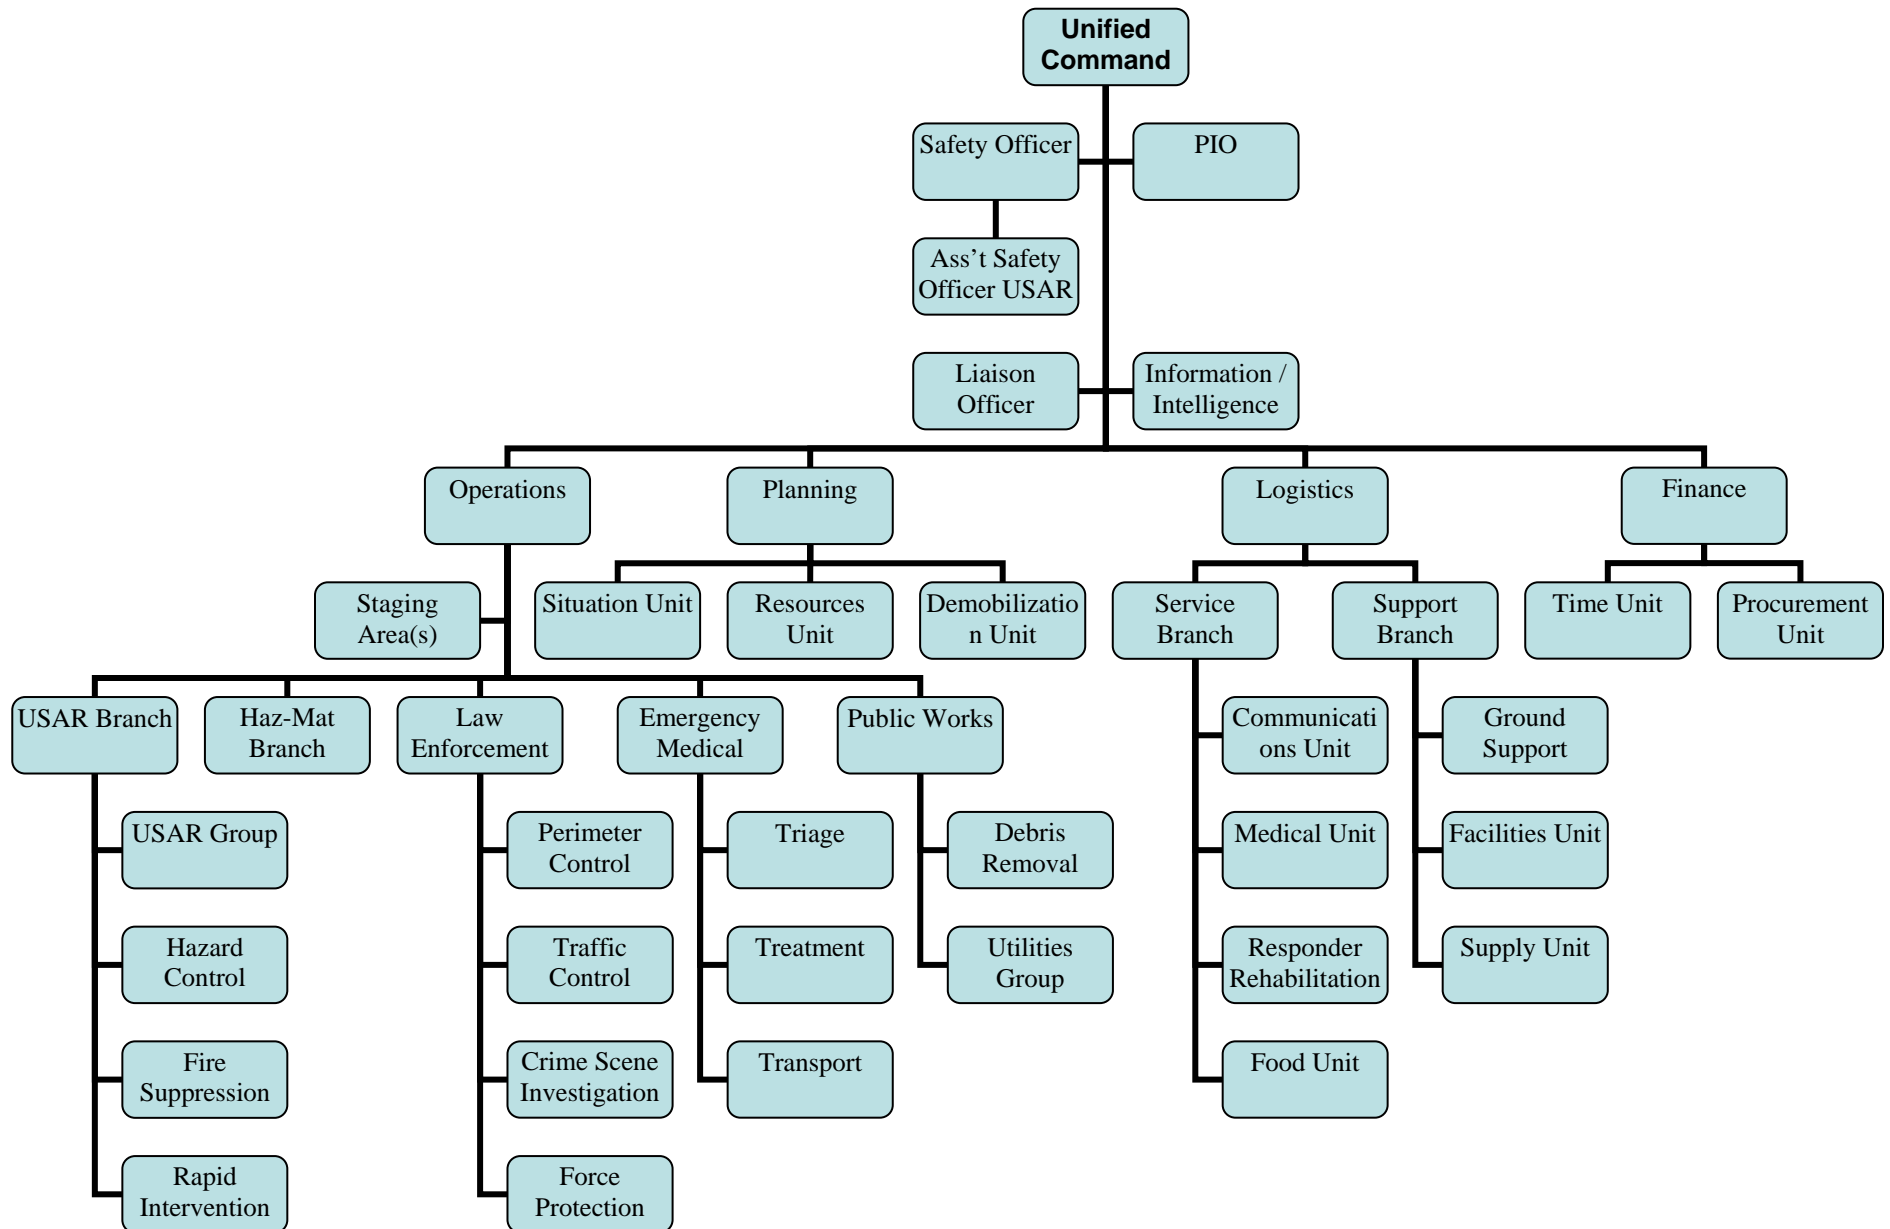 Unified
Command
Safety Officer
PIO
Ass’t Safety
Officer USAR
Liaison
Officer
Information /
Intelligence
Operations
Planning
Logistics
Finance
Staging
Area(s)
Situation Unit
Resources
Unit
Demobilizatio
n Unit
Service
Branch
Support
Branch
Time Unit
Procurement
Unit
USAR Branch
Haz-Mat
Branch
Law
Enforcement
Emergency
Medical
Public Works
Communicati
ons Unit
Ground
Support
USAR Group
Perimeter
Control
Triage
Debris
Removal
Medical Unit
Facilities Unit
Hazard
Control
Traffic
Control
Treatment
Utilities
Group
Responder
Rehabilitation
Supply Unit
Fire
Suppression
Crime Scene
Investigation
Transport
Food Unit
Rapid
Intervention
Force
Protection